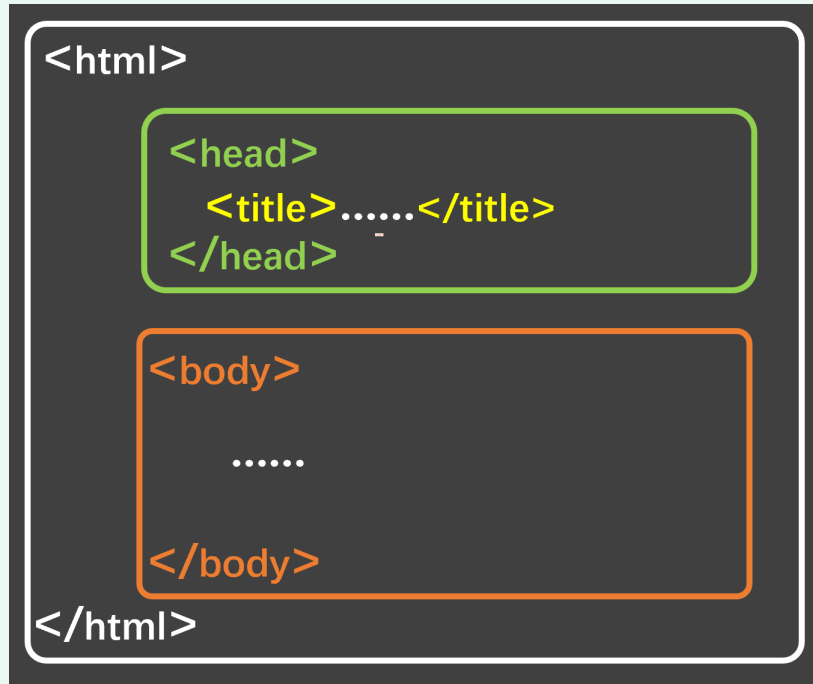 <html>
<head>
<title>......</title>
</head>
<body>
......
</body>
</html>